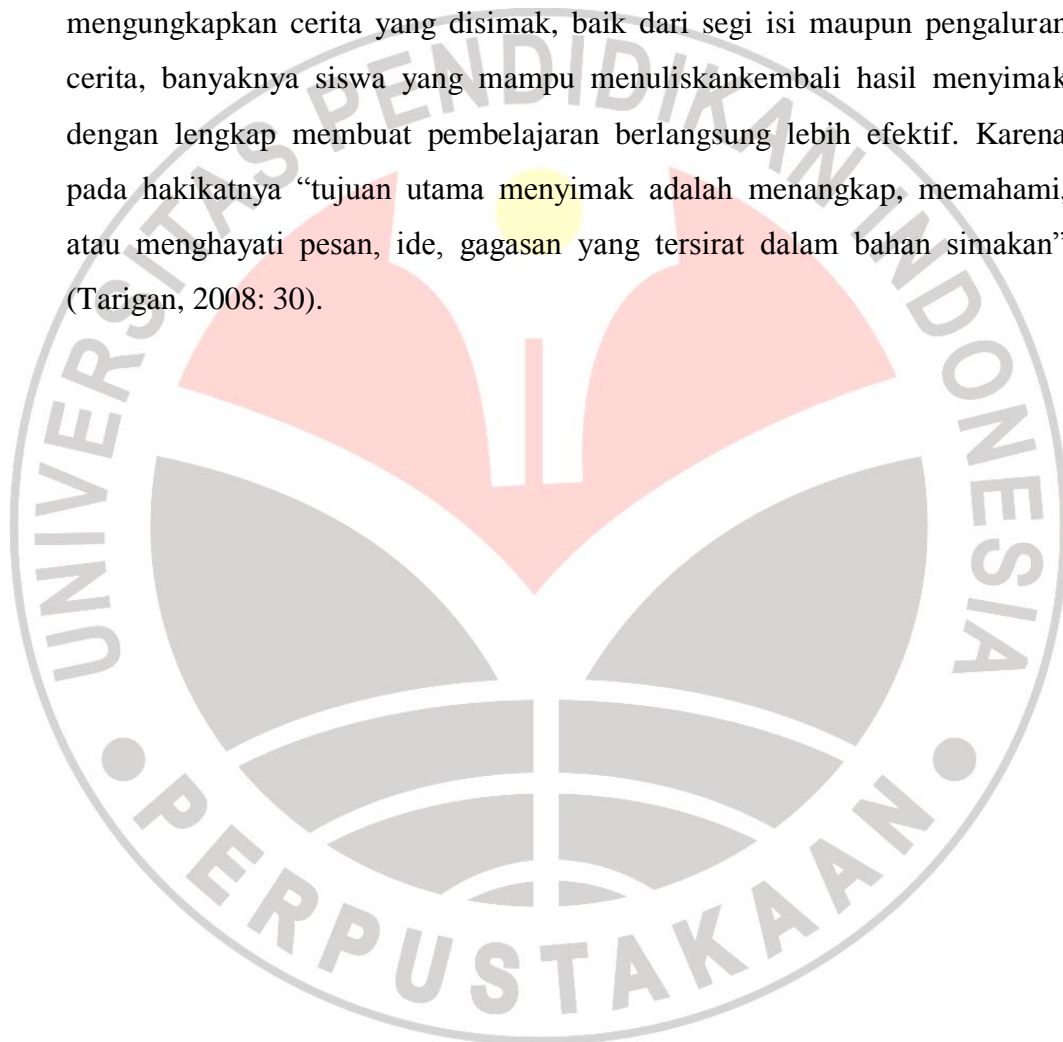 mengungkapkan cerita yang disimak, baik dari segi isi maupun pengaluran
cerita, banyaknya siswa yang mampu menuliskankembali hasil menyimak
dengan lengkap membuat pembelajaran berlangsung lebih efektif. Karena
pada hakikatnya “tujuan utama menyimak adalah menangkap, memahami,
atau menghayati pesan, ide, gagasan yang tersirat dalam bahan simakan”
(Tarigan, 2008: 30).
UNIVERSITAS PENDIDIKAN INDONESIA
PERPUSTAKAAN